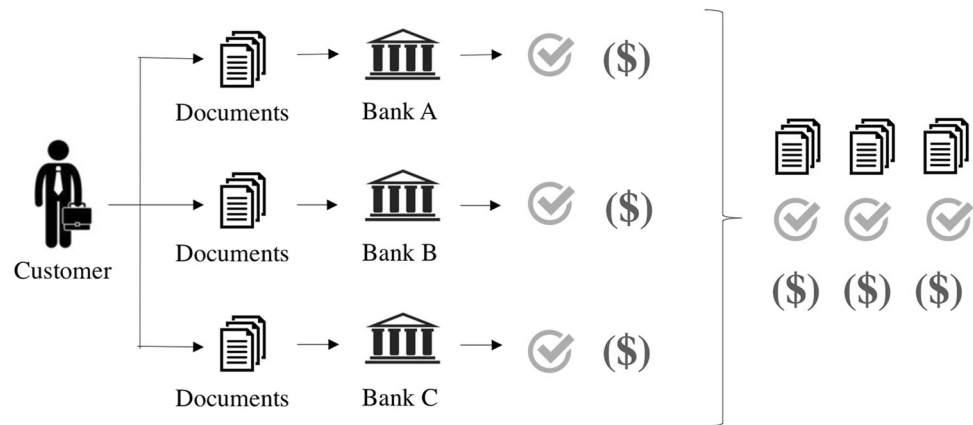 ($)
Documents
Bank A
($)
Documents
Bank B
Customer
($) ($) ($)
($)
Documents
Bank C